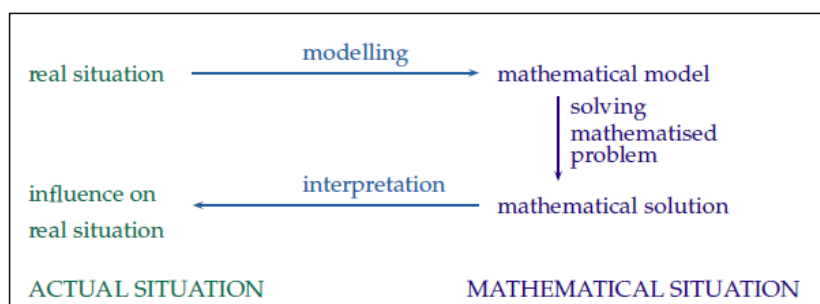 modelling
real situation
mathematical model
solving
mathematised
problem
interpretation
influence on
real situation
mathematical solution
ACTUAL SITUATION
MATHEMATICAL SITUATION